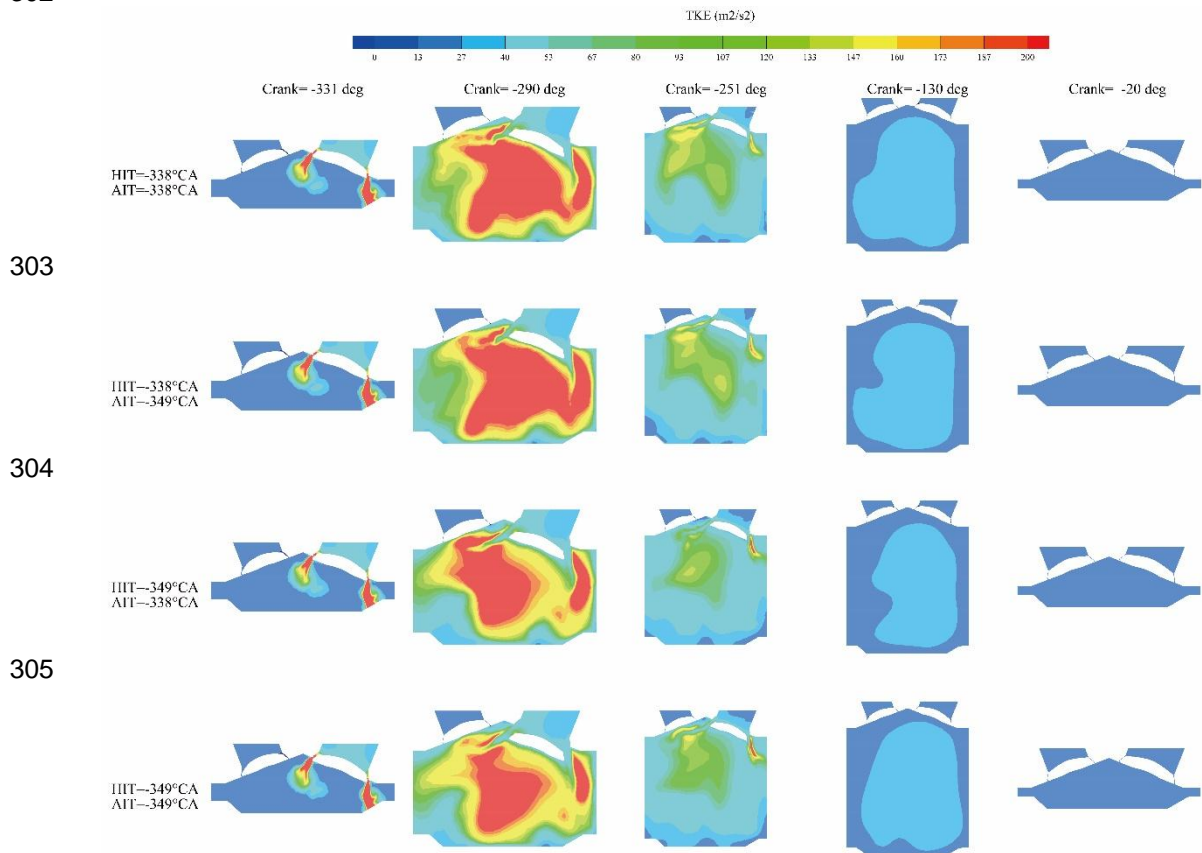 TKE (m2/s2)
0 13 27 40 53 67 80 93 107 120 133 147 160 173 187 200
Crank= -331 deg Crank= -290 deg Crank= -251 deg Crank= -130 deg Crank= -20 deg
HIT=-338°CA
AIT=-338°CA
303
HIT=-338°CA
AIT=-349°CA
304
HIT=-349°CA
AIT=-338°CA
305
HIT=-349°CA
AIT=-349°CA